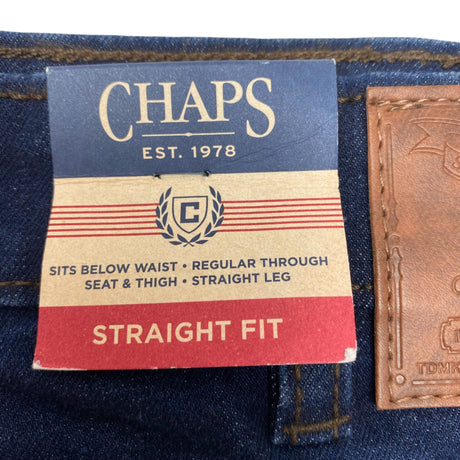 CHAPS
EST. 1978
C
SITS BELOW WAIST • REGULAR THROUGH
SEAT & THIGH • STRAIGHT LEG
STRAIGHT FIT